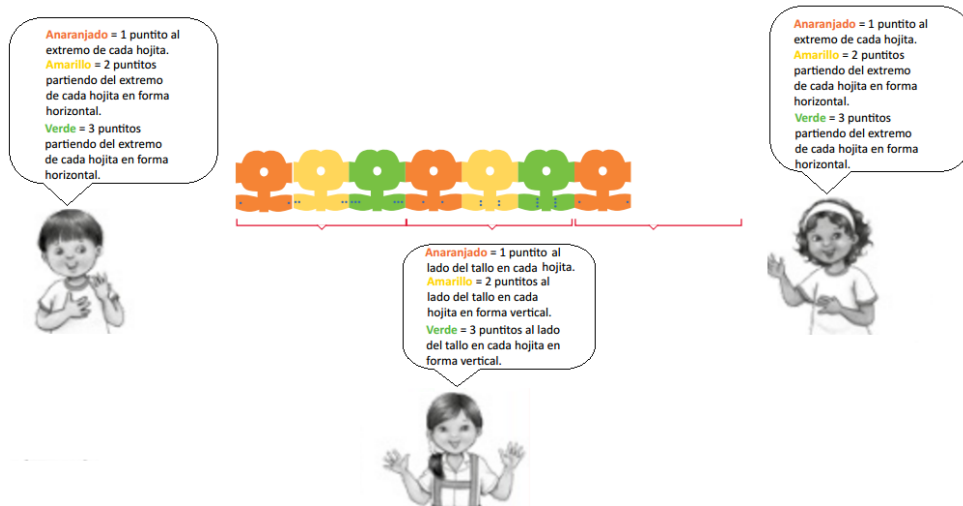 Anaranjado = 1 puntito al
extremo de cada hojita.
Amarillo = 2 puntitos
partiendo del extremo
de cada hojita en forma
horizontal.
Verde = 3 puntitos
partiendo del extremo
de cada hojita en forma
horizontal.
Anaranjado = 1 puntito al
lado del tallo en cada hojita.
Amarillo = 2 puntitos al
lado del tallo en cada
hojita en forma vertical.
Verde = 3 puntitos al lado
del tallo en cada hojita en
forma vertical.
Anaranjado = 1 puntito al
extremo de cada hojita.
Amarillo = 2 puntitos
partiendo del extremo
de cada hojita en forma
horizontal.
Verde = 3 puntitos
partiendo del extremo
de cada hojita en forma
horizontal.